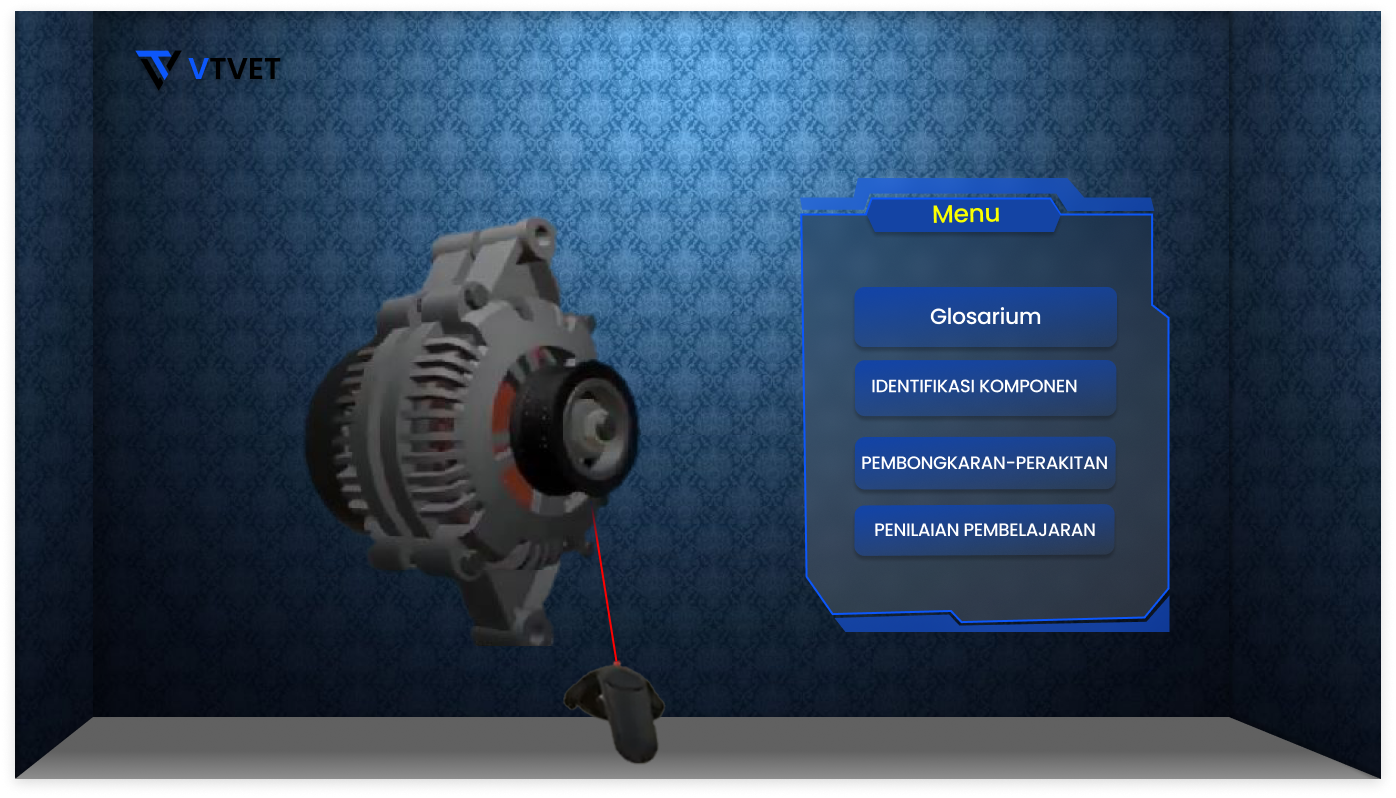 VTVET
Menu
Glosarium
IDENTIFIKASI KOMPONEN
PEMBONGKARAN-PERAKITAN
PENILAIAN PEMBELAJARAN